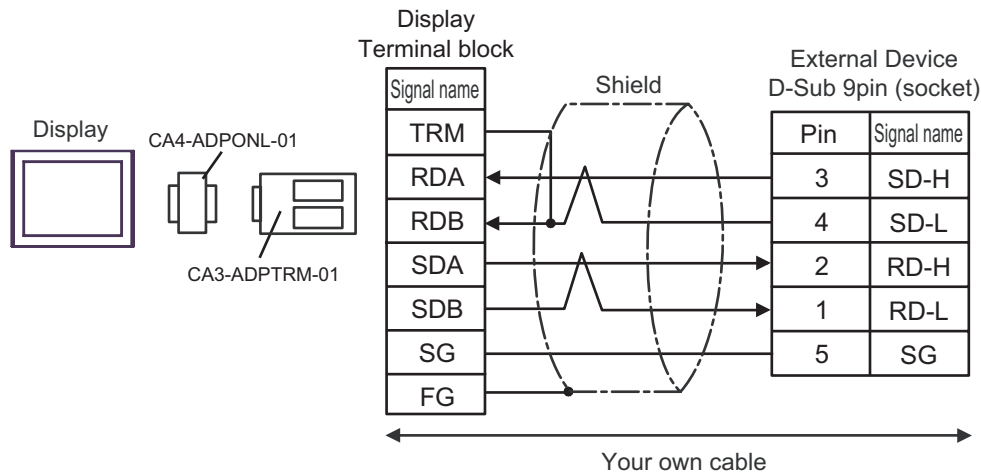 Display
Terminal block
External Device
D-Sub 9pin (socket)
Display
CA4-ADPONL-01
CA3-ADPTRM-01
Shield
Signal name
TRM
RDA
RDB
SDA
SDB
SG
FG
Pin Signal name
3 SD-H
4 SD-L
2 RD-H
1 RD-L
5 SG
Your own cable